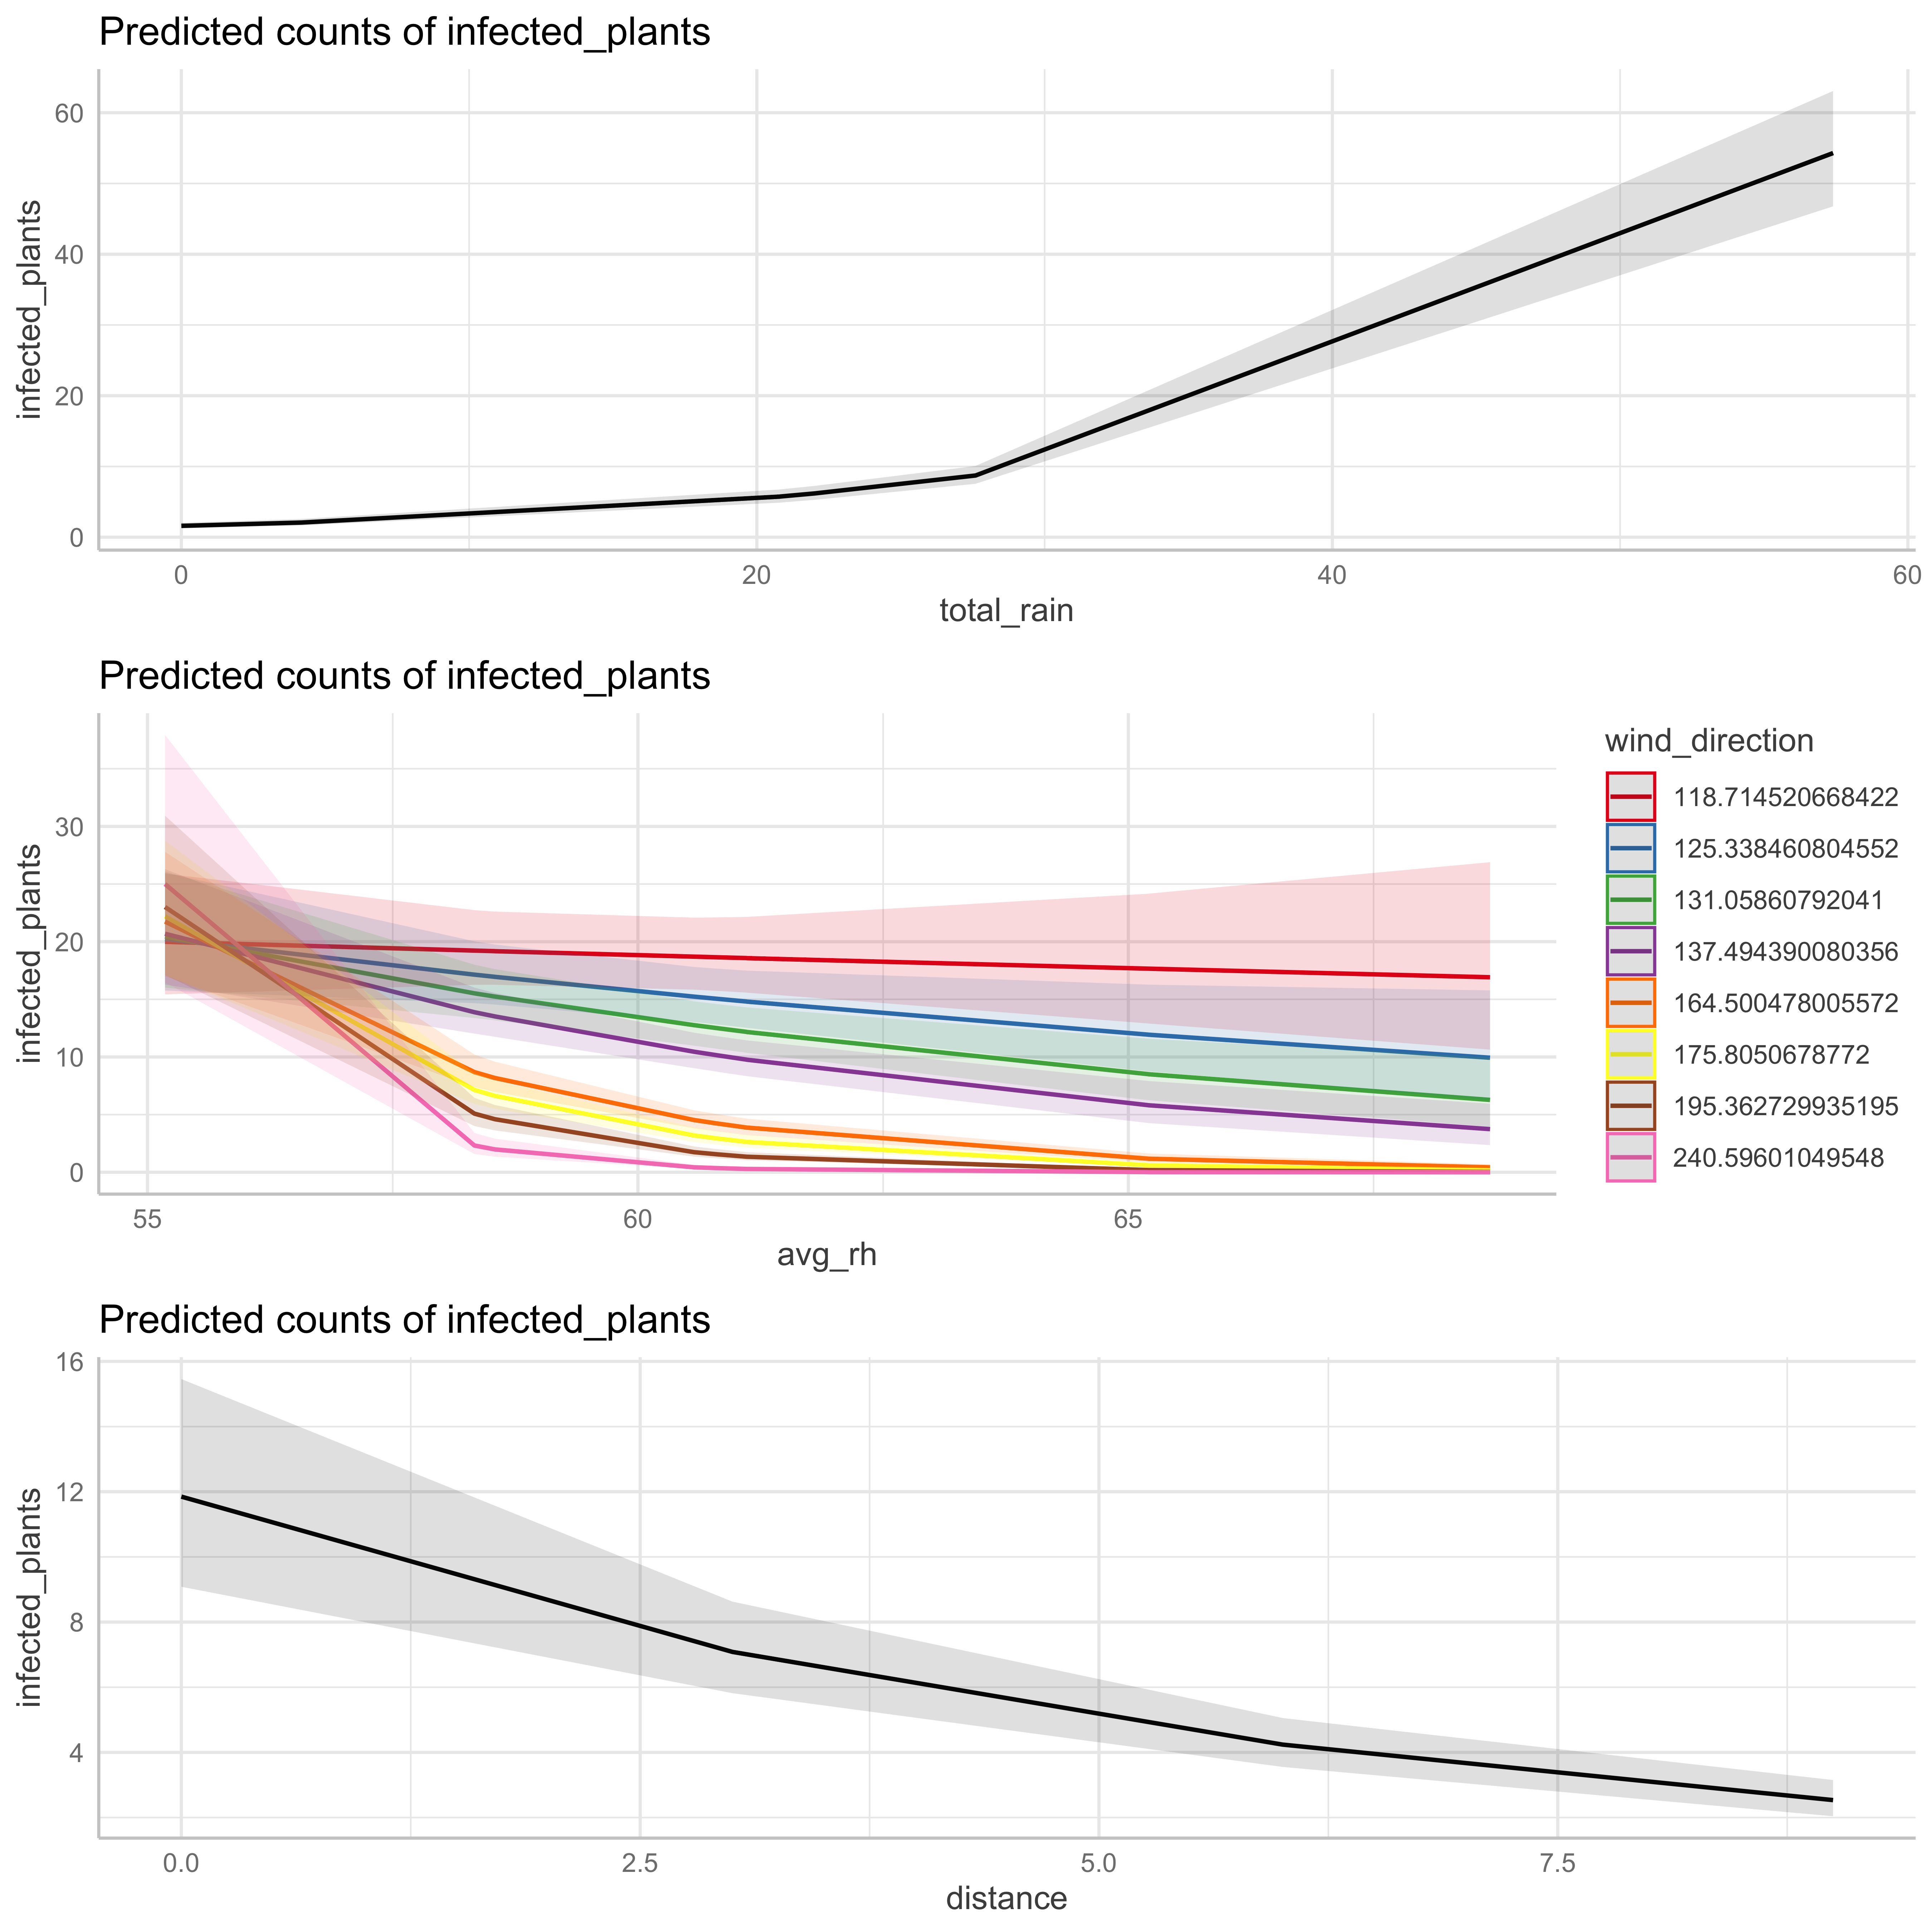 Predicted counts of infected_plants
infected_plants
60
40
20
0
0 20 40 60
total_rain
Predicted counts of infected_plants
infected_plants
30
20
10
0
55 60 65
avg_rh
wind_direction
118.714520668422
125.338460804552
131.05860792041
137.494390080356
164.500478005572
175.8050678772
195.362729935195
240.59601049548
Predicted counts of infected_plants
infected_plants
16
12
8
4
0.0 2.5 5.0 7.5
distance